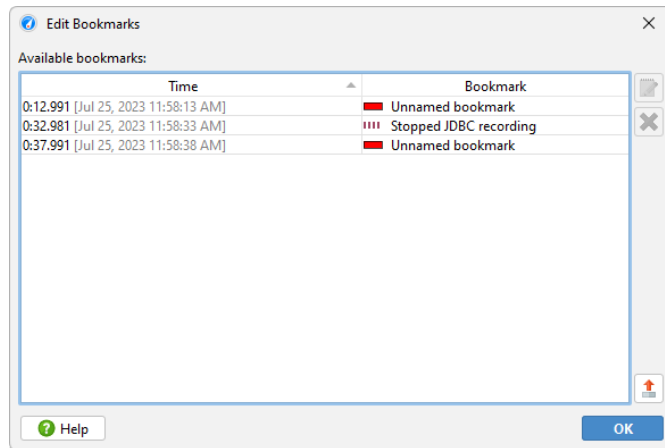 Edit Bookmarks
Available bookmarks:
Time Bookmark
0:12.991 [Jul 25, 2023 11:58:13 AM] Unnamed bookmark
0:32.981 [Jul 25, 2023 11:58:33 AM] Stopped JDBC recording
0:37.991 [Jul 25, 2023 11:58:38 AM] Unnamed bookmark
Help OK